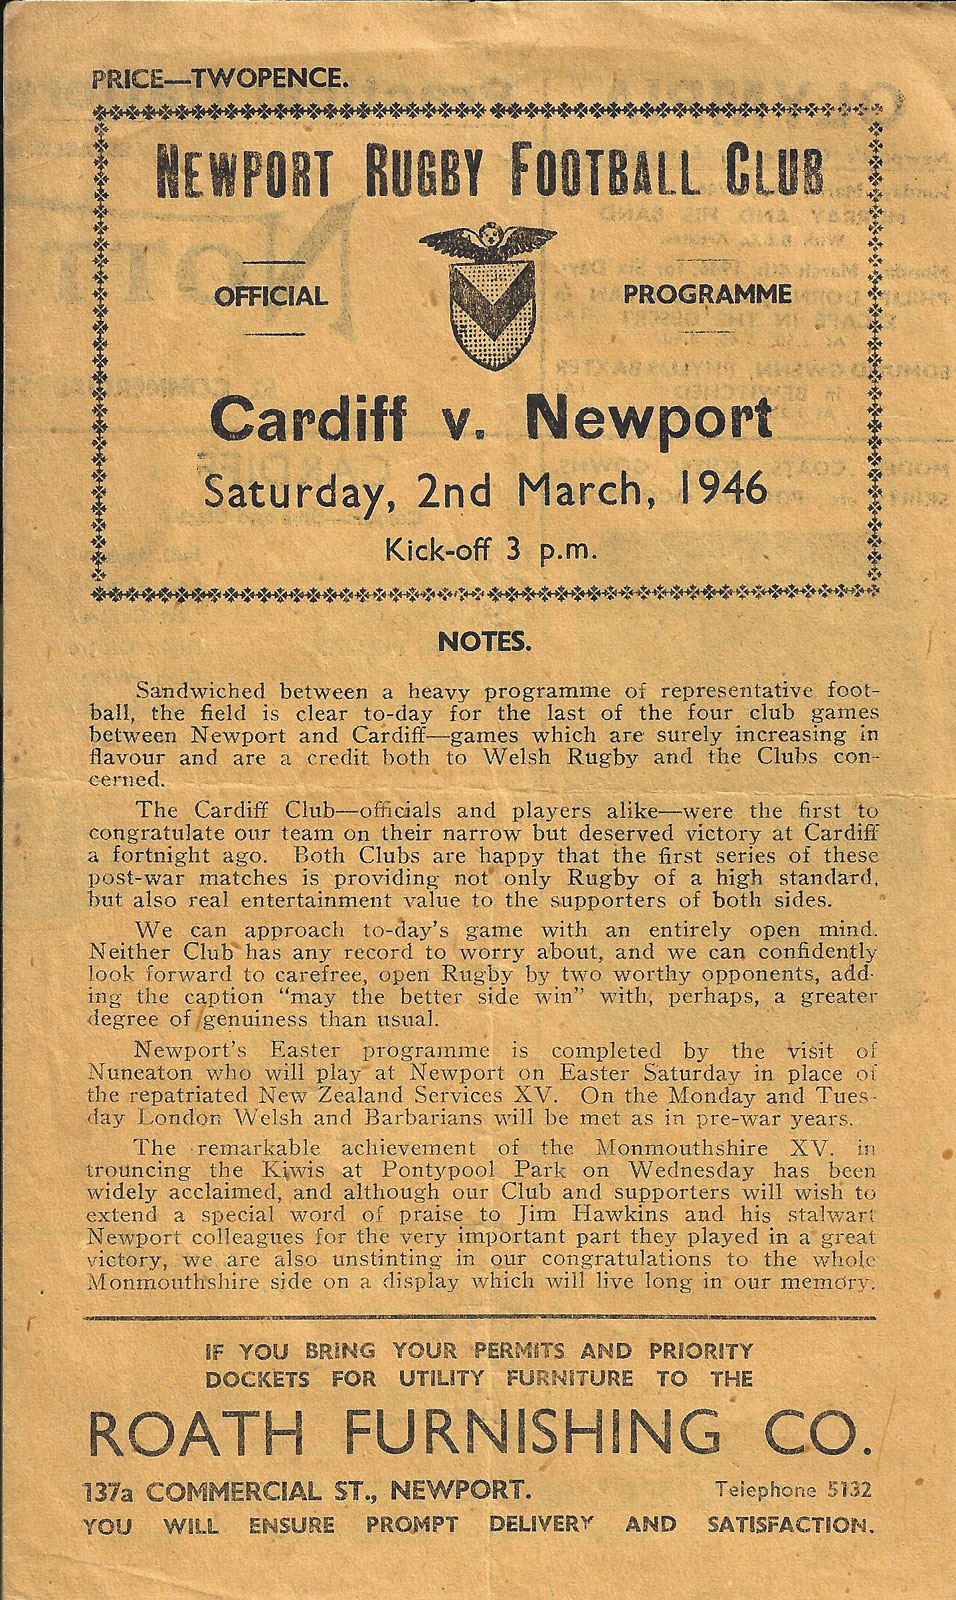 PRICE—TWOPENCE.
NEWPORT RUGBY FOOTBALL CLUB
OFFICIAL PROGRAMME
Cardiff v. Newport
Saturday, 2nd March, 1946
Kick-off 3 p.m.
NOTES.
Sandwiched between a heavy programme of representative foot-
ball, the field is clear to-day for the last of the four club games
between Newport and Cardiff—games which are surely increasing in
flavour and are a credit both to Welsh Rugby and the Clubs con-
cerned.
The Cardiff Club—officials and players alike—were the first to
congratulate our team on their narrow but deserved victory at Cardiff
a fortnight ago. Both Clubs are happy that the first series of these
post-war matches is providing not only Rugby of a high standard,
but also real entertainment value to the supporters of both sides.
We can approach to-day's game with an entirely open mind.
Neither Club has any record to worry about, and we can confidently
look forward to carefree, open Rugby by two worthy opponents, add-
ing the caption "may the better side win" with, perhaps, a greater
degree of genuiness than usual.
Newport's Easter programme is completed by the visit of
Nuneaton who will play at Newport on Easter Saturday in place of
the repatriated New Zealand Services XV. On the Monday and Tues-
day London Welsh and Barbarians will be met as in pre-war years.
The remarkable achievement of the Monmouthshire XV. in
trouncing the Kiwis at Pontypool Park on Wednesday has been
widely acclaimed, and although our Club and supporters will wish to
extend a special word of praise to Jim Hawkins and his stalwart
Newport colleagues for the very important part they played in a great
victory, we are also unstinting in our congratulations to the whole
Monmouthshire side on a display which will live long in our memory.
IF YOU BRING YOUR PERMITS AND PRIORITY
DOCKETS FOR UTILITY FURNITURE TO THE
ROATH FURNISHING CO.
137a COMMERCIAL ST., NEWPORT. Telephone 5132
YOU WILL ENSURE PROMPT DELIVERY AND SATISFACTION.